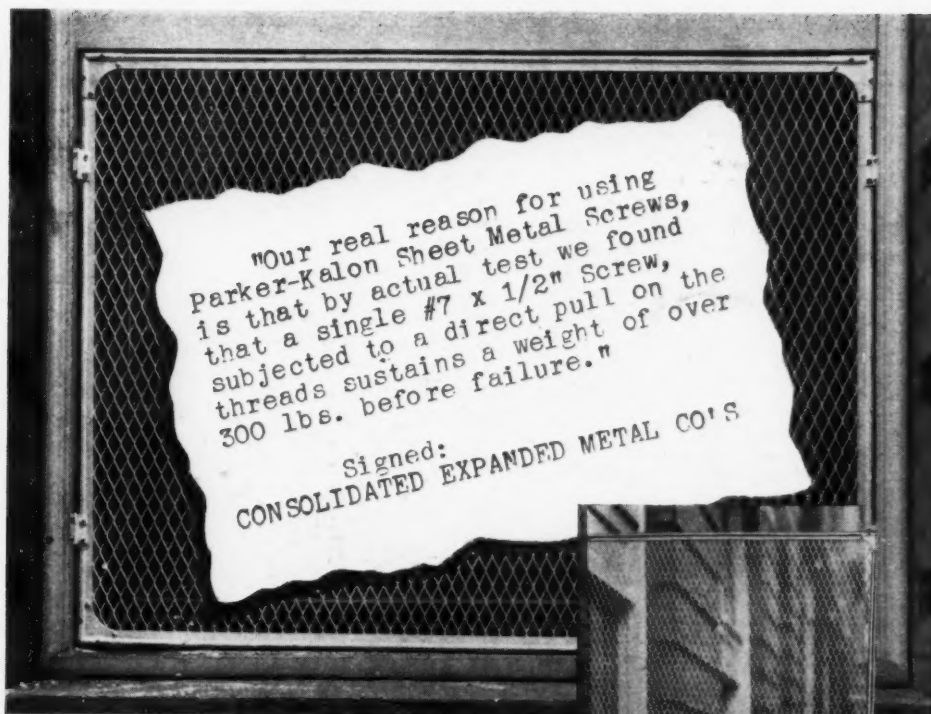 "Our real reason for using
Parker-Kalon Sheet Metal Screws,
is that by actual test we found
that a single #7 x 1/2" Screw,
subjected to a direct pull on the
threads sustains a weight of over
300 lbs. before failure."
Signed:
CONSOLIDATED EXPANDED METAL CO'S